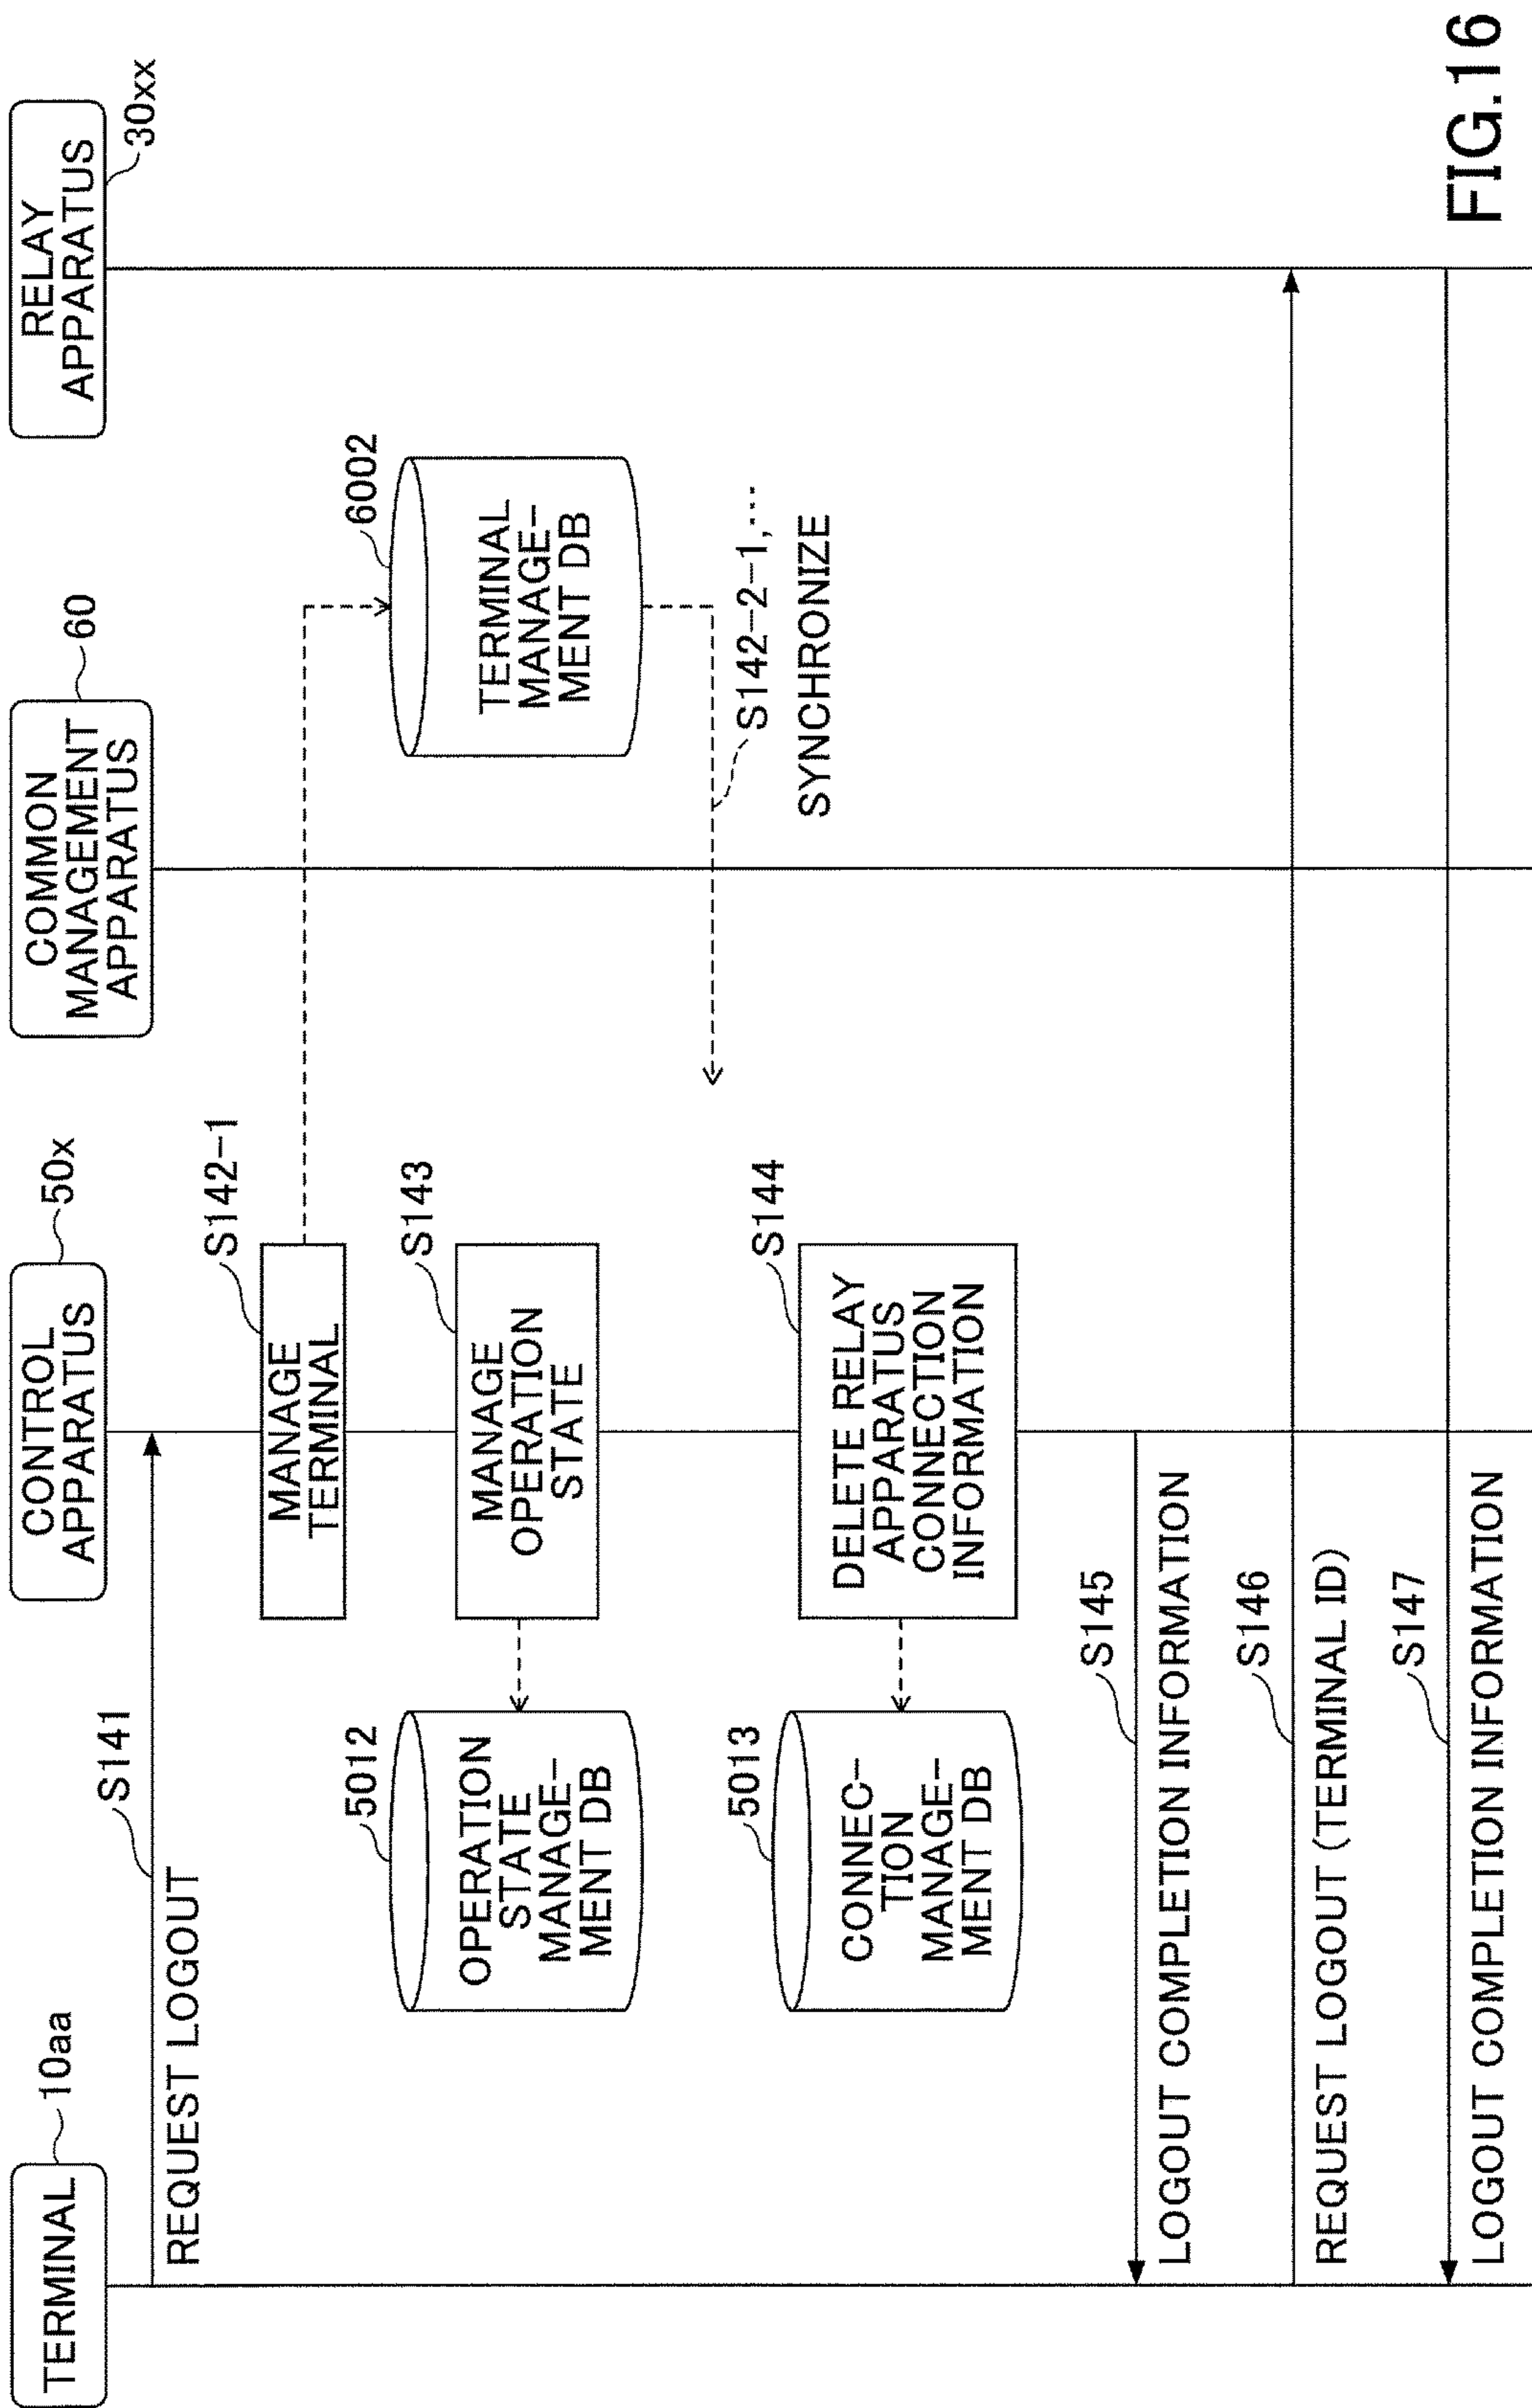 TERMINAL
10aa
CONTROL
APPARATUS
50x
COMMON
MANAGEMENT
APPARATUS
60
RELAY
APPARATUS
30xx
S141
REQUEST LOGOUT
MANAGE
TERMINAL
S142-1
5012
OPERATION
STATE
MANAGE-
MENT DB
MANAGE
OPERATION
STATE
S143
6002
TERMINAL
MANAGE-
MENT DB
S142-2-1,...
SYNCHRONIZE
5013
CONNEC-
TION
MANAGE-
MENT DB
DELETE RELAY
APPARATUS
CONNECTION
INFORMATION
S144
S145
LOGOUT COMPLETION INFORMATION
S146
REQUEST LOGOUT (TERMINAL ID)
S147
LOGOUT COMPLETION INFORMATION
FIG.16